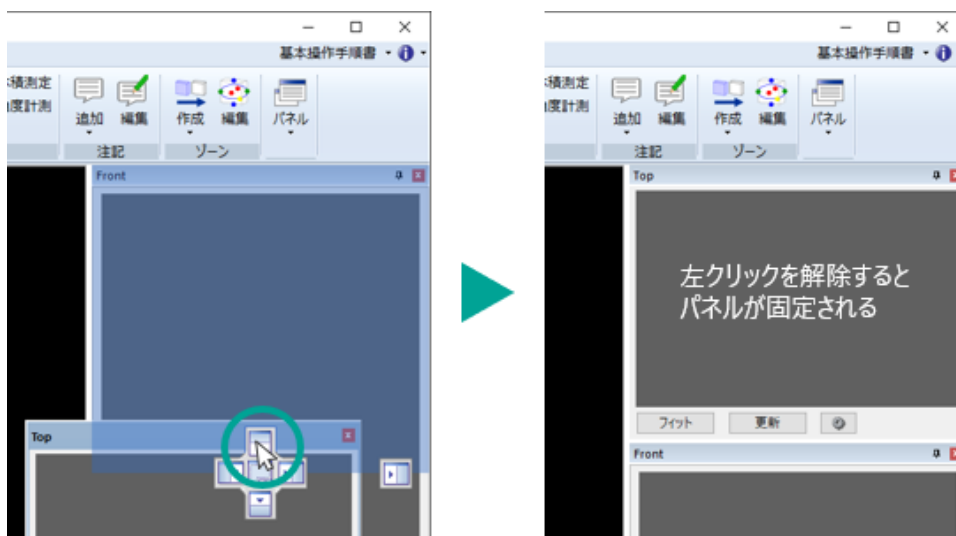 基本操作手順書
積測定
度計測
追加 編集 作成 編集 パネル
注記 ゾーン
Front
Top
基本操作手順書
積測定
度計測
追加 編集 作成 編集 パネル
注記 ゾーン
Top
左クリックを解除すると
パネルが固定される
フィット 更新
Front